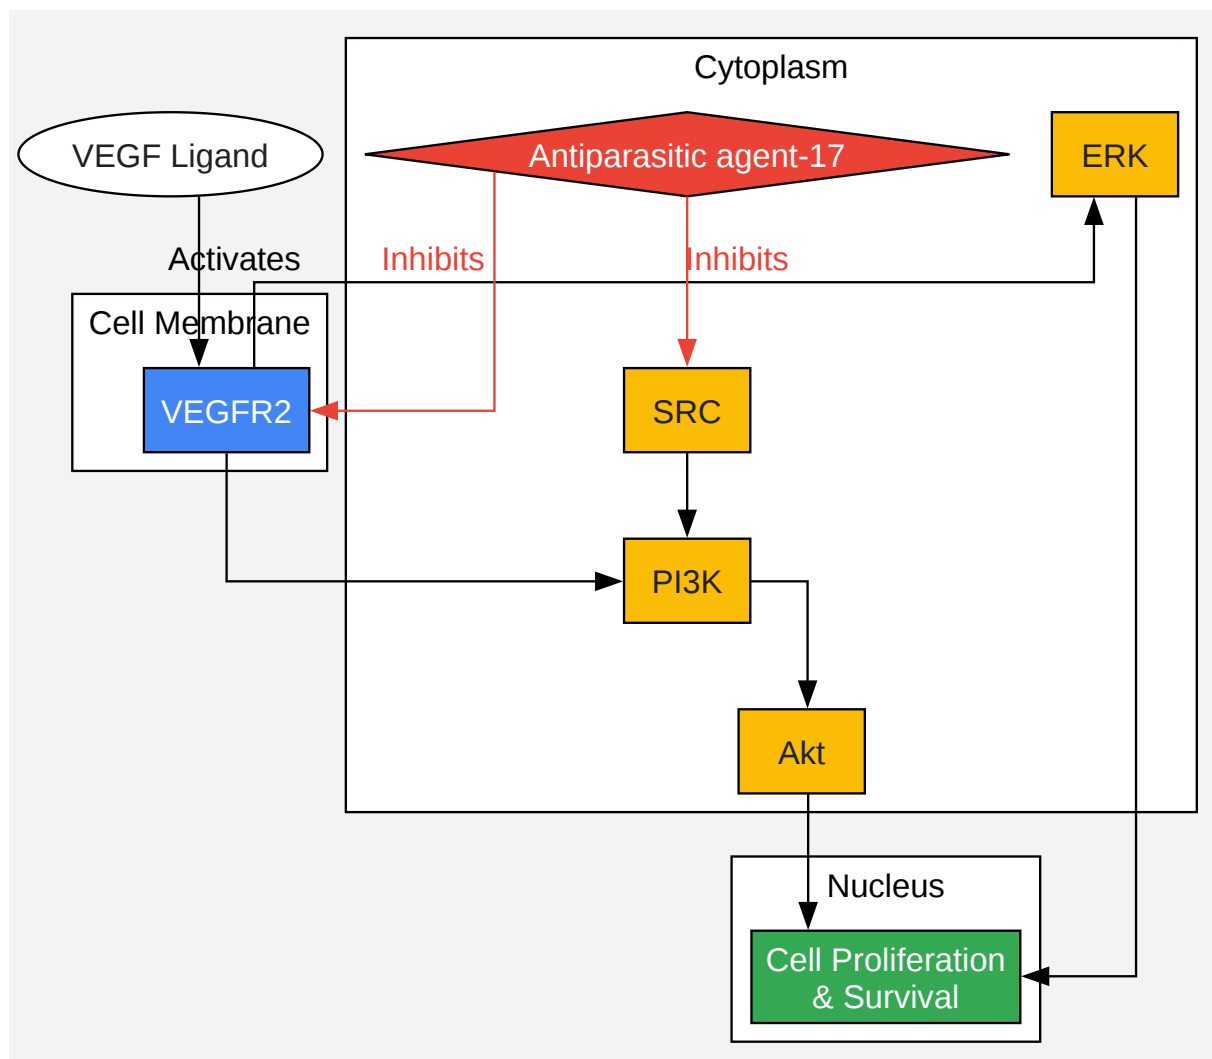 Cytoplasm
VEGF Ligand
Antiparasitic agent-17
ERK
Activates
Inhibits
Inhibits
Cell Membrane
VEGFR2
SRC
PI3K
Akt
Nucleus
Cell Proliferation
& Survival